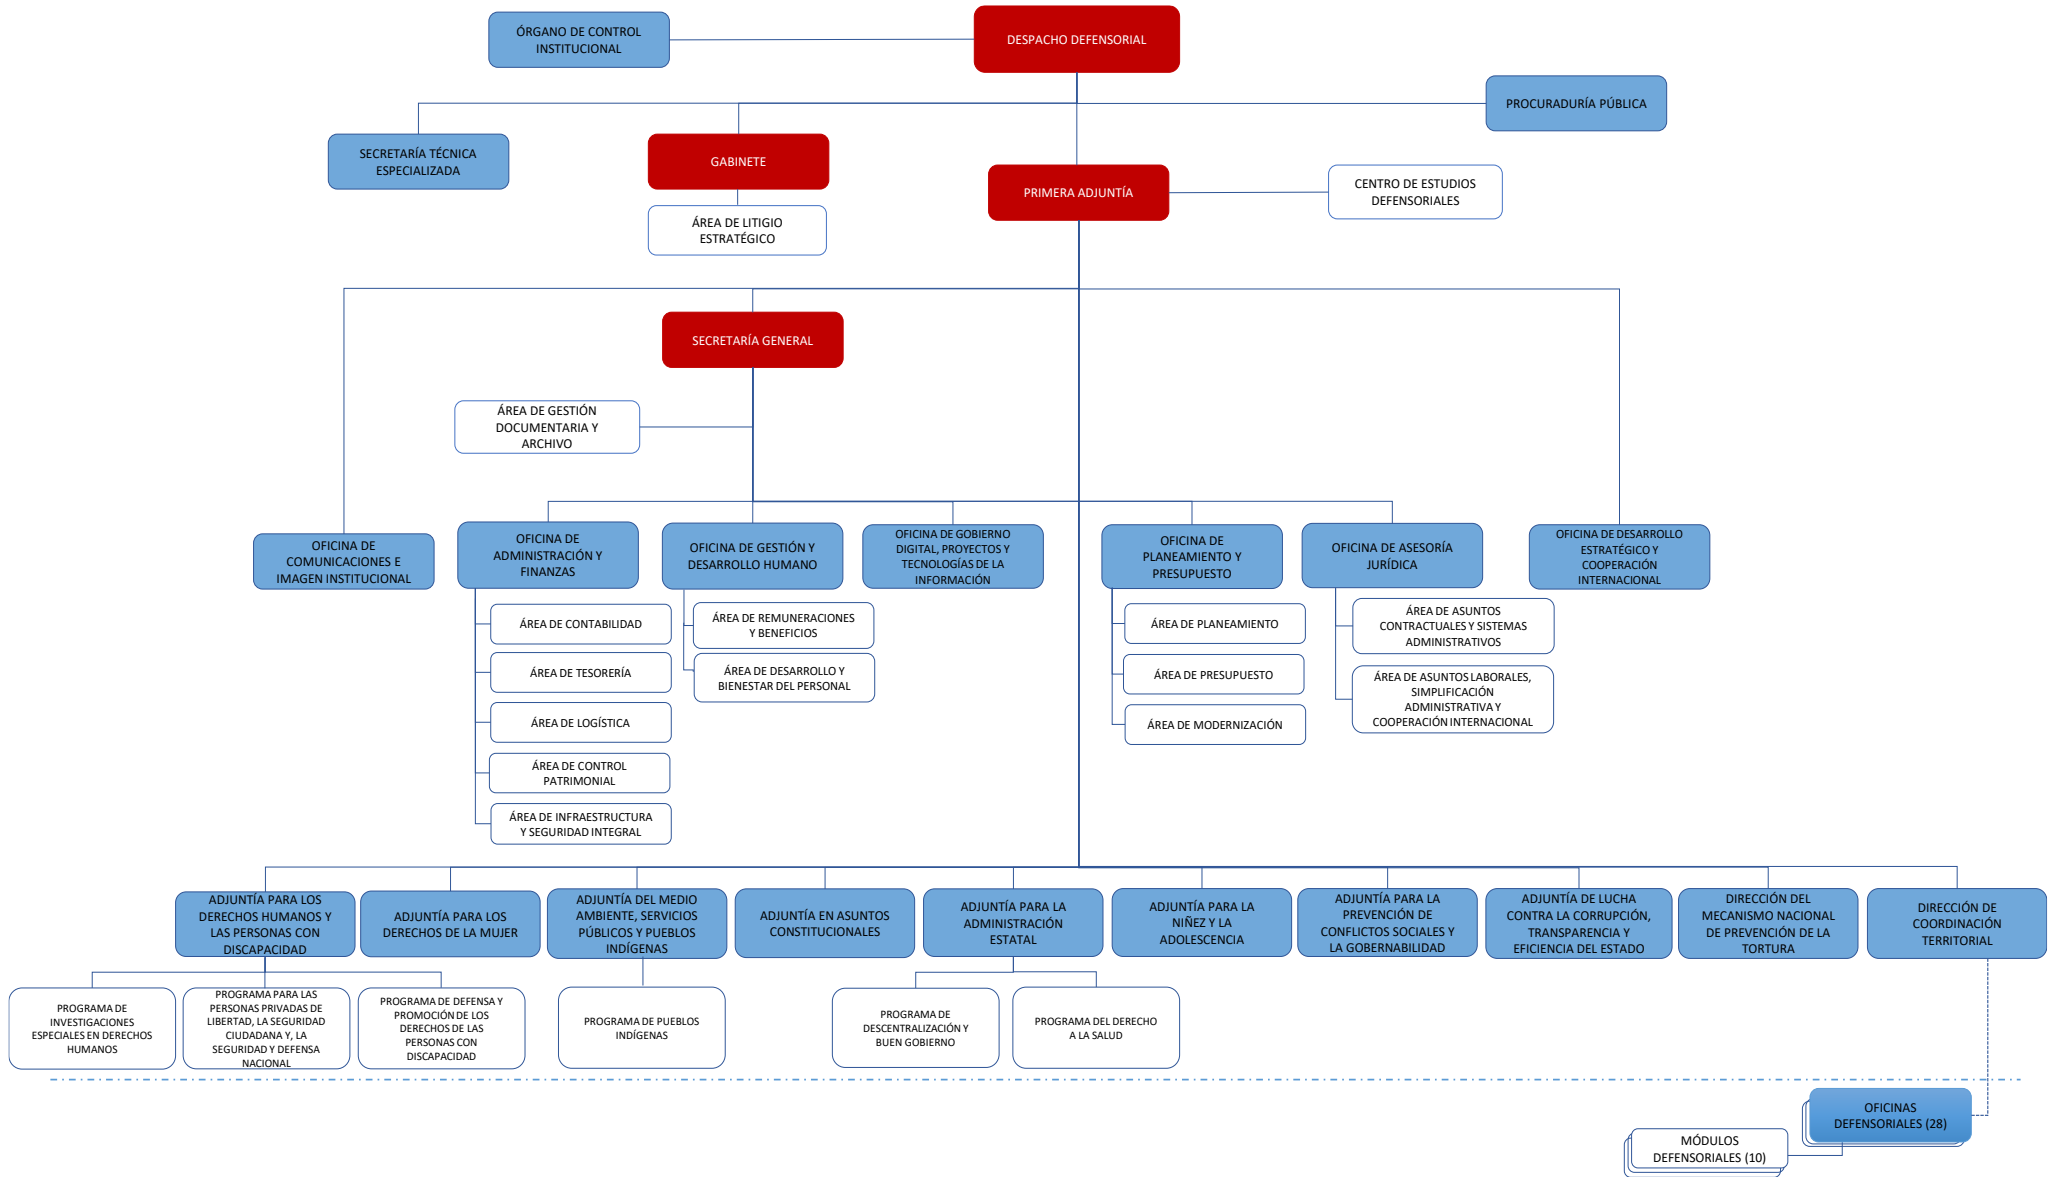 ÓRGANO DE CONTROL
INSTITUCIONAL
DESPACHO DEFENSORIAL
PROCURADURÍA PÚBLICA
SECRETARÍA TÉCNICA
ESPECIALIZADA
GABINETE
PRIMERA ADJUNTÍA
CENTRO DE ESTUDIOS
DEFENSORIALES
ÁREA DE LITIGIO
ESTRATÉGICO
SECRETARÍA GENERAL
ÁREA DE GESTIÓN
DOCUMENTARIA Y
ARCHIVO
OFICINA DE
COMUNICACIONES E
IMAGEN INSTITUCIONAL
OFICINA DE
ADMINISTRACIÓN Y
FINANZAS
OFICINA DE GESTIÓN Y
DESARROLLO HUMANO
OFICINA DE GOBIERNO
DIGITAL, PROYECTOS Y
TECNOLOGÍAS DE LA
INFORMACIÓN
OFICINA DE
PLANEAMIENTO Y
PRESUPUESTO
OFICINA DE ASESORÍA
JURÍDICA
OFICINA DE DESARROLLO
ESTRATÉGICO Y
COOPERACIÓN
INTERNACIONAL
ÁREA DE CONTABILIDAD
ÁREA DE TESORERÍA
ÁREA DE LOGÍSTICA
ÁREA DE CONTROL
PATRIMONIAL
ÁREA DE INFRAESTRUCTURA
Y SEGURIDAD INTEGRAL
ÁREA DE REMUNERACIONES
Y BENEFICIOS
ÁREA DE DESARROLLO Y
BIENESTAR DEL PERSONAL
ÁREA DE PLANEAMIENTO
ÁREA DE PRESUPUESTO
ÁREA DE MODERNIZACIÓN
ÁREA DE ASUNTOS
CONTRACTUALES Y SISTEMAS
ADMINISTRATIVOS
ÁREA DE ASUNTOS LABORALES,
SIMPLIFICACIÓN
ADMINISTRATIVA Y
COOPERACIÓN INTERNACIONAL
ADJUNTÍA PARA LOS
DERECHOS HUMANOS Y
LAS PERSONAS CON
DISCAPACIDAD
ADJUNTÍA PARA LOS
DERECHOS DE LA MUJER
ADJUNTÍA DEL MEDIO
AMBIENTE, SERVICIOS
PÚBLICOS Y PUEBLOS
INDÍGENAS
ADJUNTÍA EN ASUNTOS
CONSTITUCIONALES
ADJUNTÍA PARA LA
ADMINISTRACIÓN
ESTATAL
ADJUNTÍA PARA LA
NIÑEZ Y LA
ADOLESCENCIA
ADJUNTÍA PARA LA
PREVENCIÓN DE
CONFLICTOS SOCIALES Y
LA GOBERNABILIDAD
ADJUNTÍA DE LUCHA
CONTRA LA CORRUPCIÓN,
TRANSPARENCIA Y
EFICIENCIA DEL ESTADO
DIRECCIÓN DEL
MECANISMO NACIONAL
DE PREVENCIÓN DE LA
TORTURA
DIRECCIÓN DE
COORDINACIÓN
TERRITORIAL
PROGRAMA DE
INVESTIGACIONES
ESPECIALES EN DERECHOS
HUMANOS
PROGRAMA PARA LAS
PERSONAS PRIVADAS DE
LIBERTAD, LA SEGURIDAD
CIUDADANA Y, LA
SEGURIDAD Y DEFENSA
NACIONAL
PROGRAMA DE DEFENSA Y
PROMOCIÓN DE LOS
DERECHOS DE LAS
PERSONAS CON
DISCAPACIDAD
PROGRAMA DE PUEBLOS
INDÍGENAS
PROGRAMA DE
DESCENTRALIZACIÓN Y
BUEN GOBIERNO
PROGRAMA DEL DERECHO
A LA SALUD
OFICINAS
DEFENSORIALES (28)
MÓDULOS
DEFENSORIALES (10)